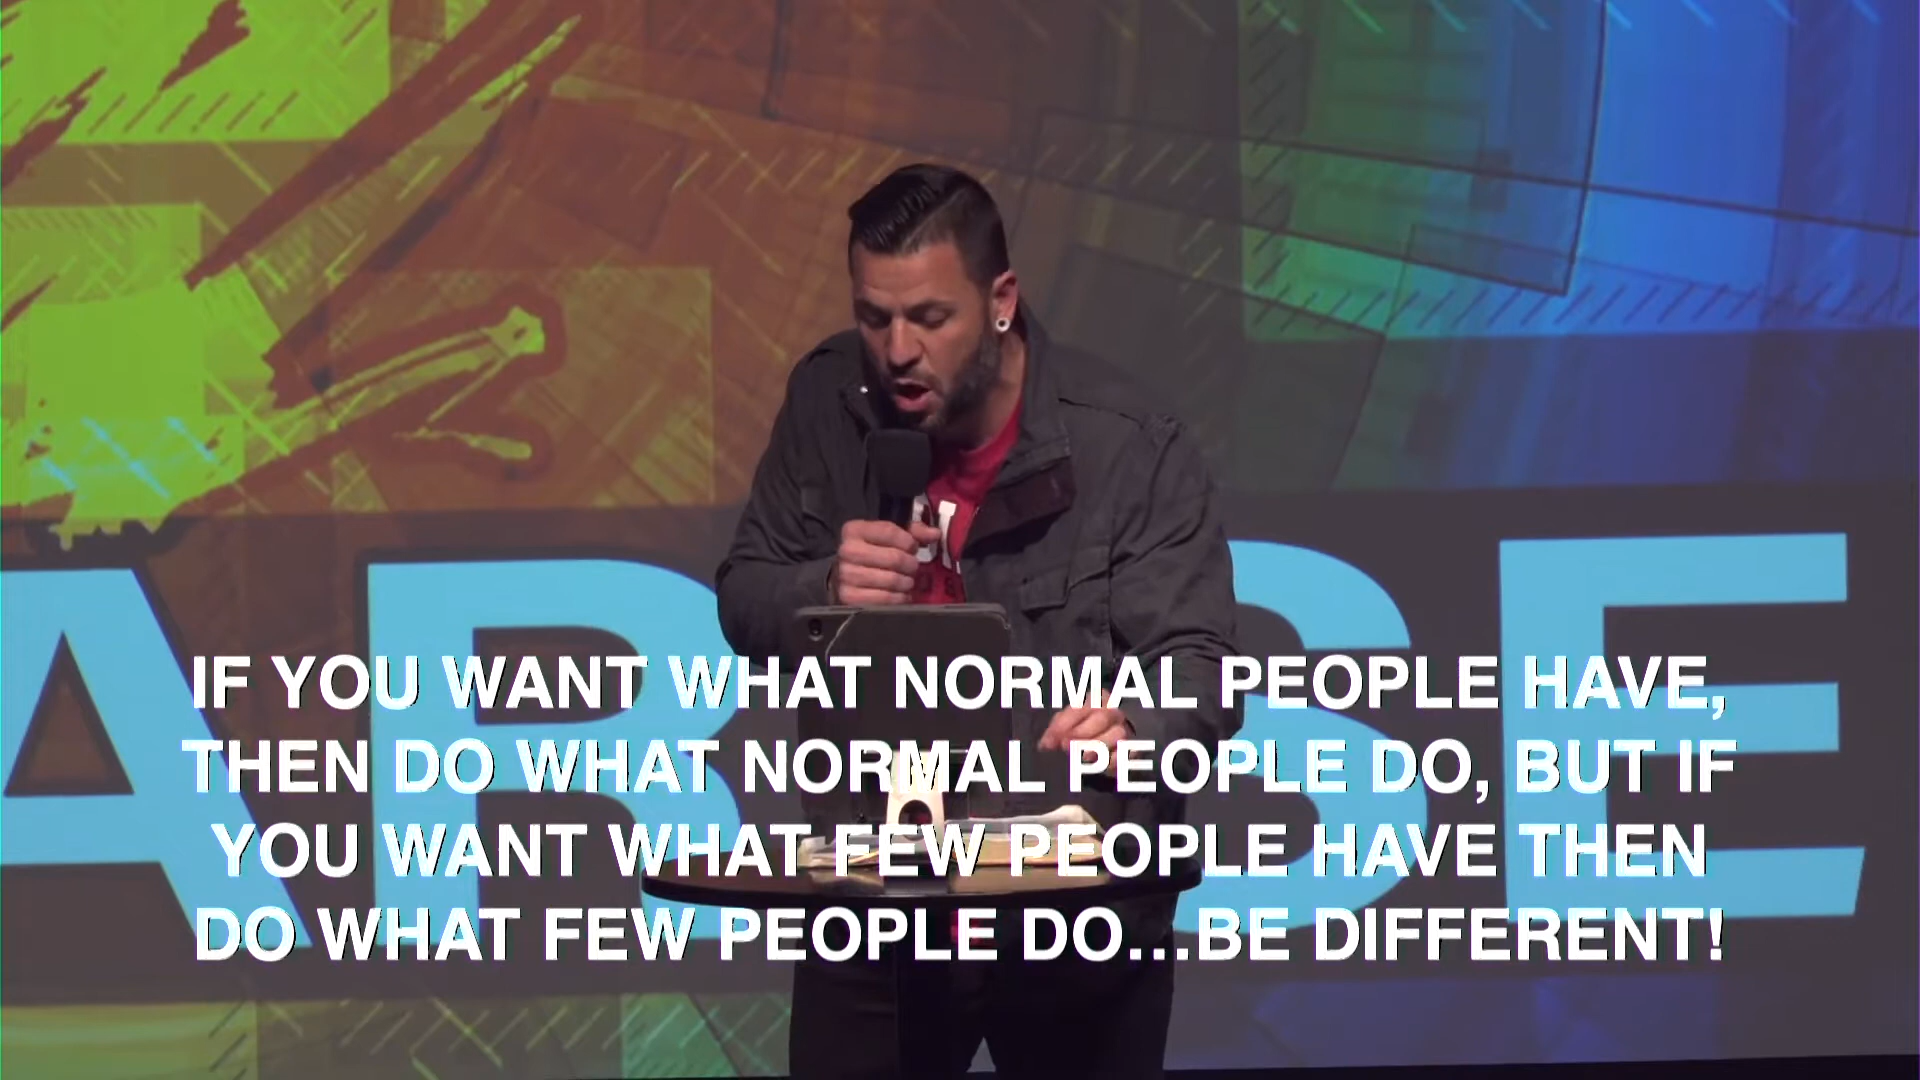 IF YOU WANT WHAT NORMAL PEOPLE HAVE,
THEN DO WHAT NORMAL PEOPLE DO, BUT IF
YOU WANT WHAT FEW PEOPLE HAVE THEN
DO WHAT FEW PEOPLE DO...BE DIFFERENT!